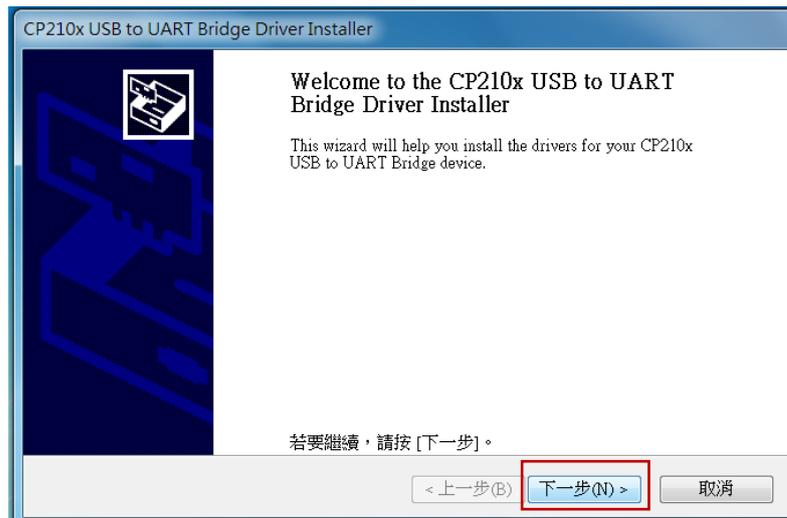 CP210x USB to UART Bridge Driver Installer
Welcome to the CP210x USB to UART
Bridge Driver Installer
This wizard will help you install the drivers for your CP210x
USB to UART Bridge device.
若要繼續，請按 [下一步]。
< 上一步(B)
下一步(N) >
取消